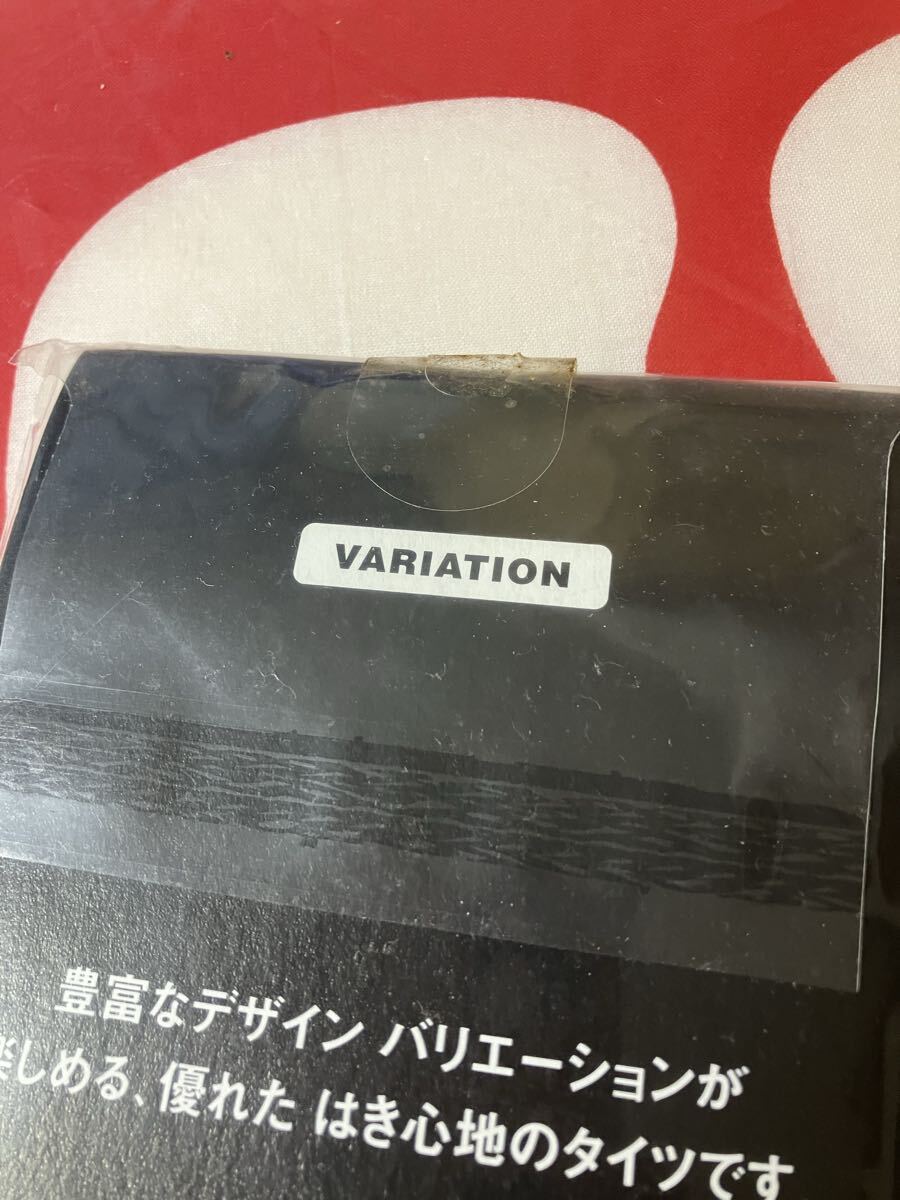 VARIATION
豊富なデザイン バリエーションが
楽しめる、優れた はき心地のタイツです